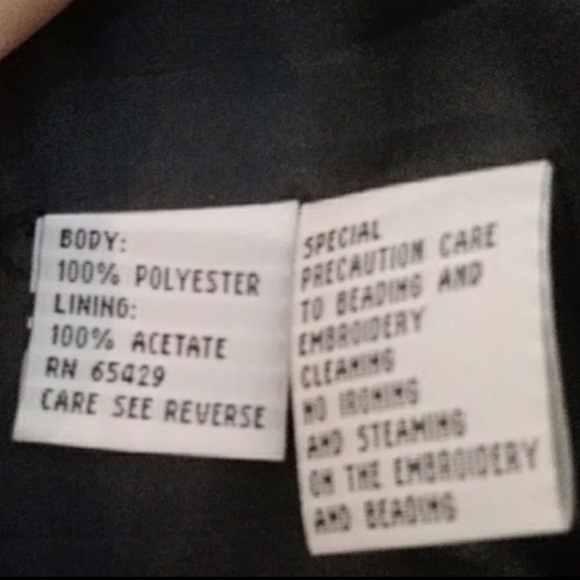 BODY:
100% POLYESTER
LINING:
100% ACETATE
RN 65429
CARE SEE REVERSE
SPECIAL
PRECAUTION CARE
TO BEADING AND
EMBROIDERY
CLEANING
NO IRONING
AND STEAMING
ON THE EMBROIDERY
AND BEADING